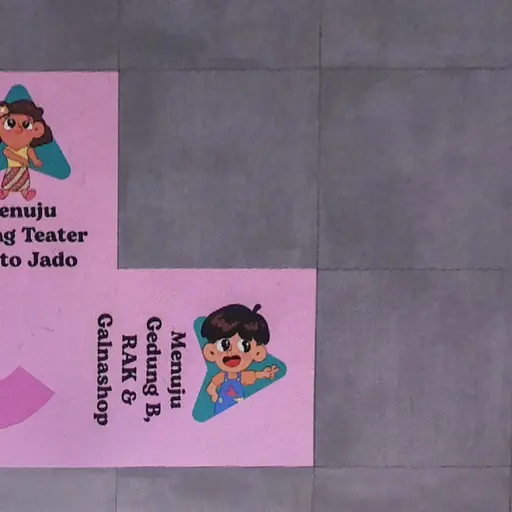 enuju
ng Teater
to Jado
Menuju
Gedung B,
RAK &
Galnashop